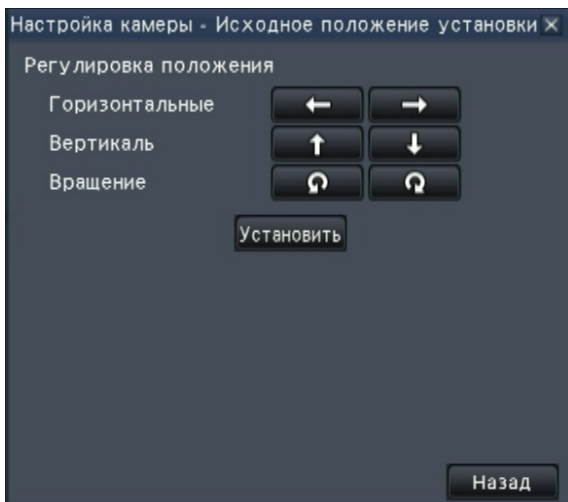 Настройка камеры - Исходное положение установки
Регулировка положения
Горизонтальные
Вертикаль
Вращение
Установить
Назад